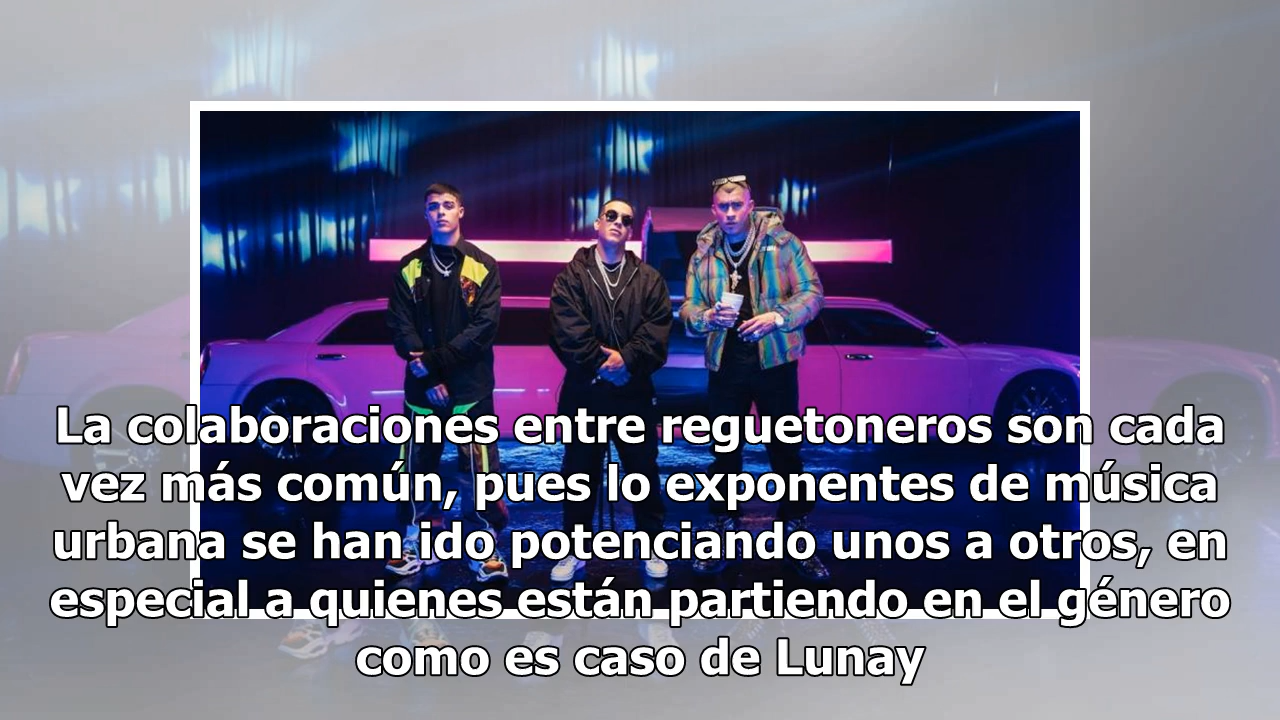 La colaboraciones entre reguetoneros son cada
vez más común, pues lo exponentes de música
urbana se han ido potenciando unos a otros, en
especial a quienes están partiendo en el género
como es caso de Lunay